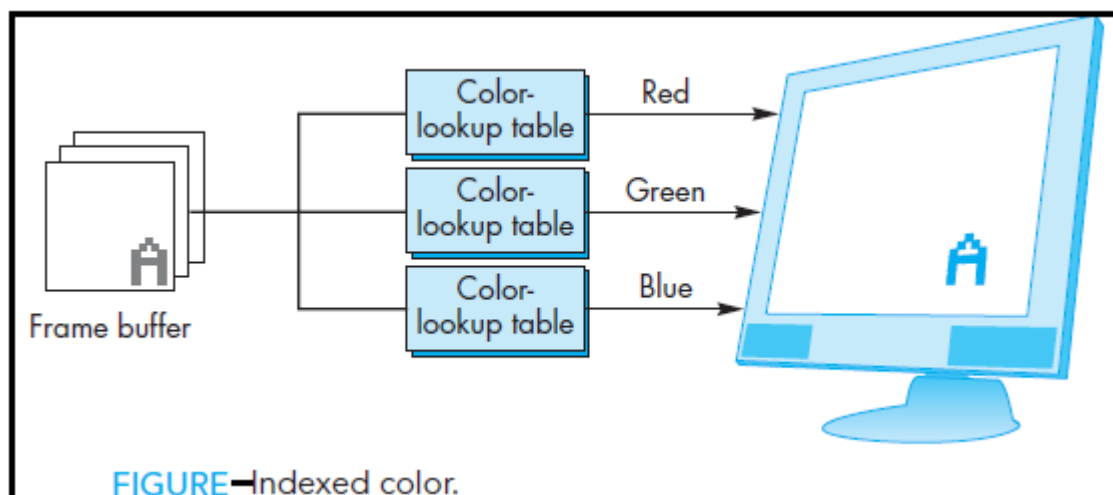 Color-
lookup table
Red
Color-
lookup table
Green
Color-
lookup table
Blue
Frame buffer
A
A
FIGURE–Indexed color.